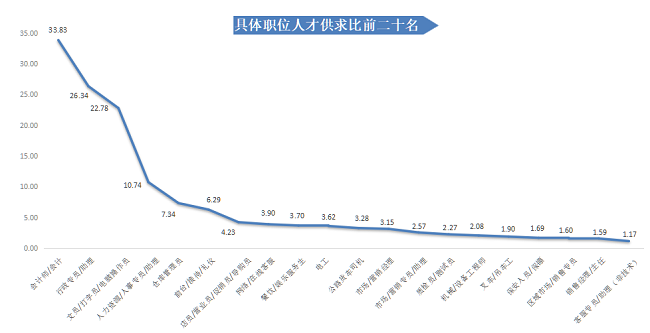 具体职位人才供求比前二十名
35.00
30.00
25.00
20.00
15.00
10.00
5.00
0.00
33.83
26.34
22.78
10.74
7.34
6.29
4.23
3.90
3.70
3.62
3.28
3.15
2.57
2.27
2.08
1.90
1.69
1.60
1.59
1.17
会计师/会计
行政专员/助理
文员/打字员/电脑操作员
人力资源/人事专员/助理
仓库管理员
前台/接待/礼仪
店员/营业员/促销员/导购员
网络/在线客服
餐饮/娱乐服务生
电工
公路货车司机
市场/营销经理
市场/营销专员/助理
质检员/测试员
机械/设备工程师
叉车/吊车工
保安人员/保镖
区域市场/销售专员
销售经理/主任
客服专员/助理（非技术）